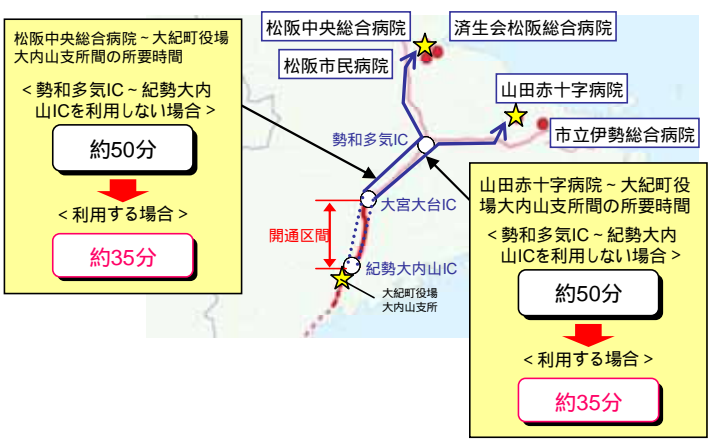 松阪中央総合病院～大紀町役場
大内山支所間の所要時間
＜勢和多気IC～紀勢大内
山ICを利用しない場合＞
約50分
＜利用する場合＞
約35分
松阪中央総合病院
済生会松阪総合病院
松阪市民病院
山田赤十字病院
市立伊勢総合病院
勢和多気IC
大宮大台IC
開通区間
紀勢大内山IC
大紀町役場
大内山支所
山田赤十字病院～大紀町役
場大内山支所間の所要時間
＜勢和多気IC～紀勢大内
山ICを利用しない場合＞
約50分
＜利用する場合＞
約35分